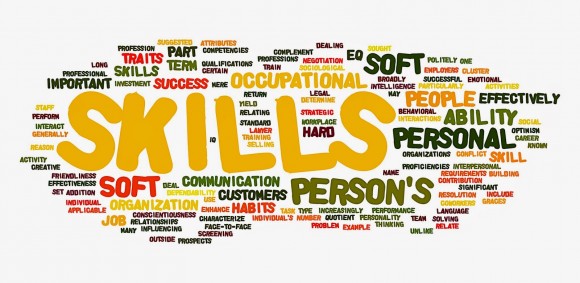 SUGGESTED ATTRIBUTES
PROFESSION PART COMPETENCIES COMPLEMENT DEALING EQ SOUGHT
LONG TRAITS TERM QUALIFICATIONS PROFESSIONS NEGOTIATION SOFT POLITELY ONE
PROFESSIONAL SKILLS CERTAIN TRAIN SOCIOLOGICAL EMPLOYERS CLUSTER
IMPORTANT INVESTMENT SUCCESS MERE OCCUPATIONAL BROADLY EMOTIONAL
INTELLIGENCE PARTICULARLY ACTIVITIES
RETURN LEGAL MAY PEOPLE EFFECTIVELY
STAFF YIELD DETERMINE BEHAVIORAL
PERFORM SKILLS RELATING STRATEGIC INTERACTIONS ABILITY SOCIAL
INTERACT STANDARD WORKPLACE OPTIMISM
GENERALLY LAWYER HARD PERSONAL CAREER
REASON IQ TRAINING KNOWN
SELLING ORGANIZATIONS CONFLICT SKILL
ACTIVITY PROFICIENCIES INTERPERSONAL
CREATIVE NAME REQUIREMENTS BUILDING
FRIENDLINESS SOFT DEAL COMMUNICATION PERSON'S CONTRIBUTION
EFFECTIVENESS SIGNIFICANT
SET ADDITION DEPENDABILITY USE CUSTOMERS RESOLUTION INCLUDE
INDIVIDUAL ORGANIZATION COWORKERS GRACES
APPLICABLE ENHANCE HABITS TASK TYPE INCREASINGLY PERFORMANCE LANGUAGE
JOB CONSCIENTIOUSNESS CHARACTERIZE INDIVIDUAL'S NUMBER QUOTIENT PERSONALITY TEAM SOLVING
RELATIONSHIPS FACE-TO-FACE PROBLEM EXAMPLE THINKING RELATE
MANY INFLUENCING SCREENING ONLINE
OUTSIDE PROSPECTS